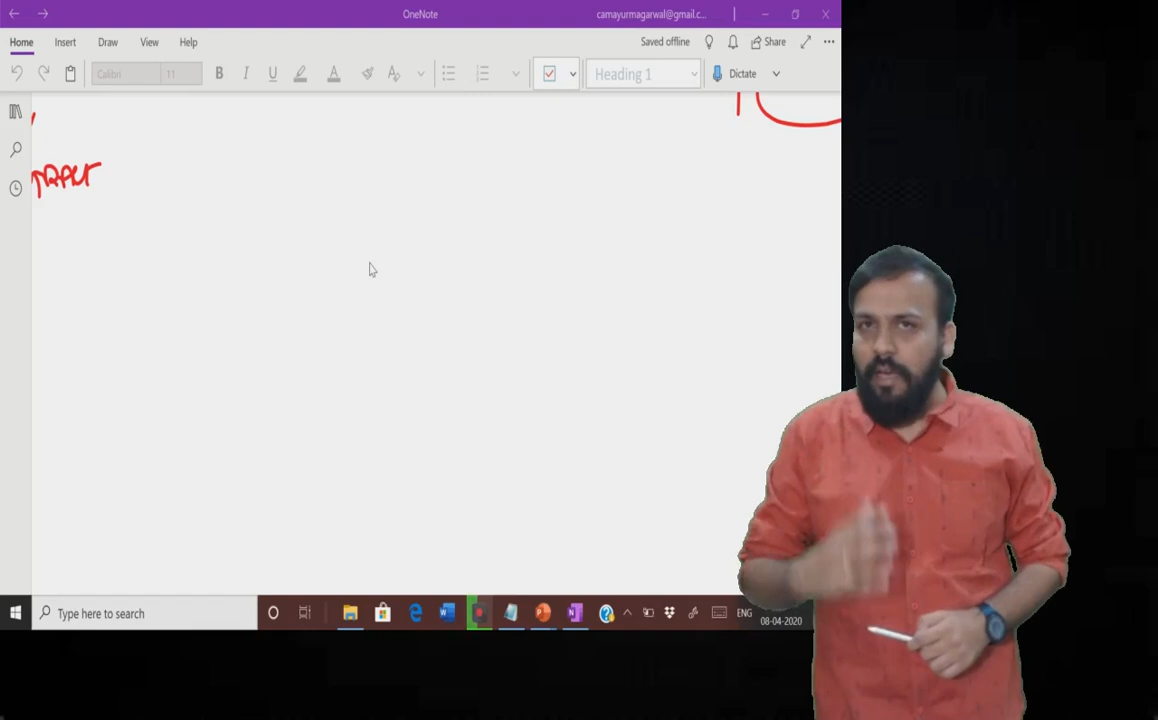 OneNote
camayurmagarwal@gmail.c...
Home Insert Draw View Help
Saved offline
Share
Calibri 11
B I U A
Heading 1
Dictate
Type here to search
ENG
08-04-2020